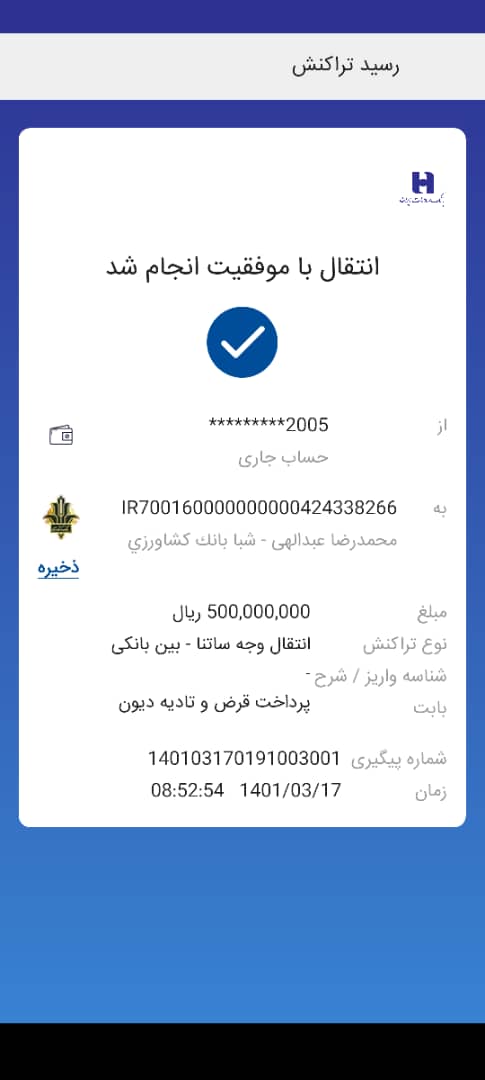 رسید تراکنش
بانک صادرات ایران
انتقال با موفقیت انجام شد
از *********2005
حساب جاری
به IR700160000000000424338266
محمدرضا عبدالهی - شبا بانك كشاورزي
ذخیره
مبلغ 500,000,000 ریال
نوع تراکنش انتقال وجه ساتنا - بین بانکی
شناسه واریز / شرح -
بابت پرداخت قرض و تادیه دیون
شماره پیگیری 140103170191003001
زمان 1401/03/17 08:52:54